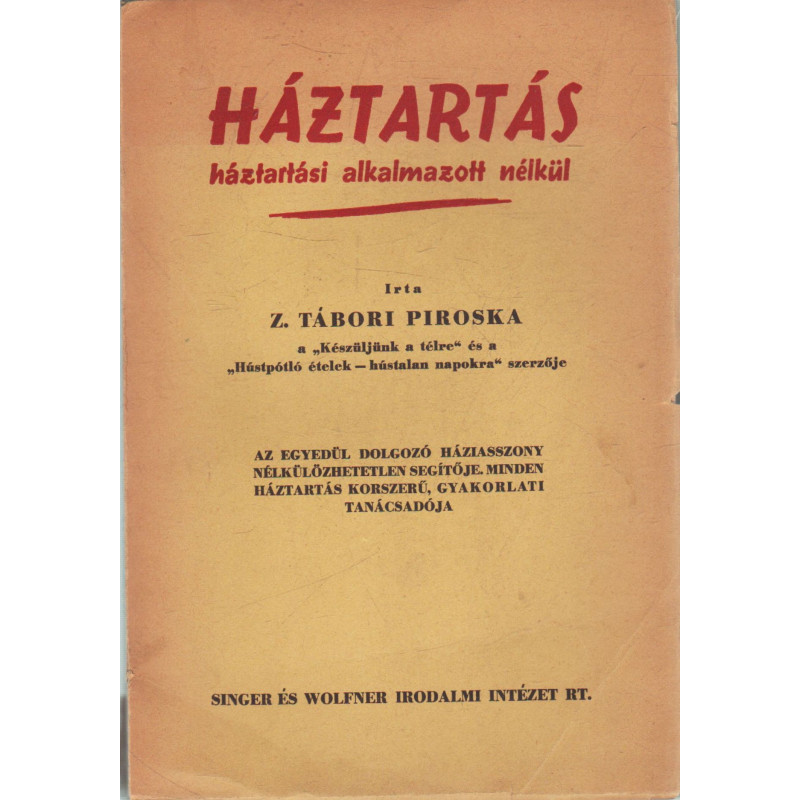 HÁZTARTÁS
háztartási alkalmazott nélkül
Irta
Z. TÁBORI PIROSKA
a „Készüljünk a télre“ és a
„Hústpótló ételek — hústalan napokra“ szerzője
AZ EGYEDÜL DOLGOZÓ HÁZIASSZONY
NÉLKÜLÖZHETETLEN SEGÍTŐJE. MINDEN
HÁZTARTÁS KORSZERŰ, GYAKORLATI
TANÁCSADÓJA
SINGER ÉS WOLFNER IRODALMI INTÉZET RT.